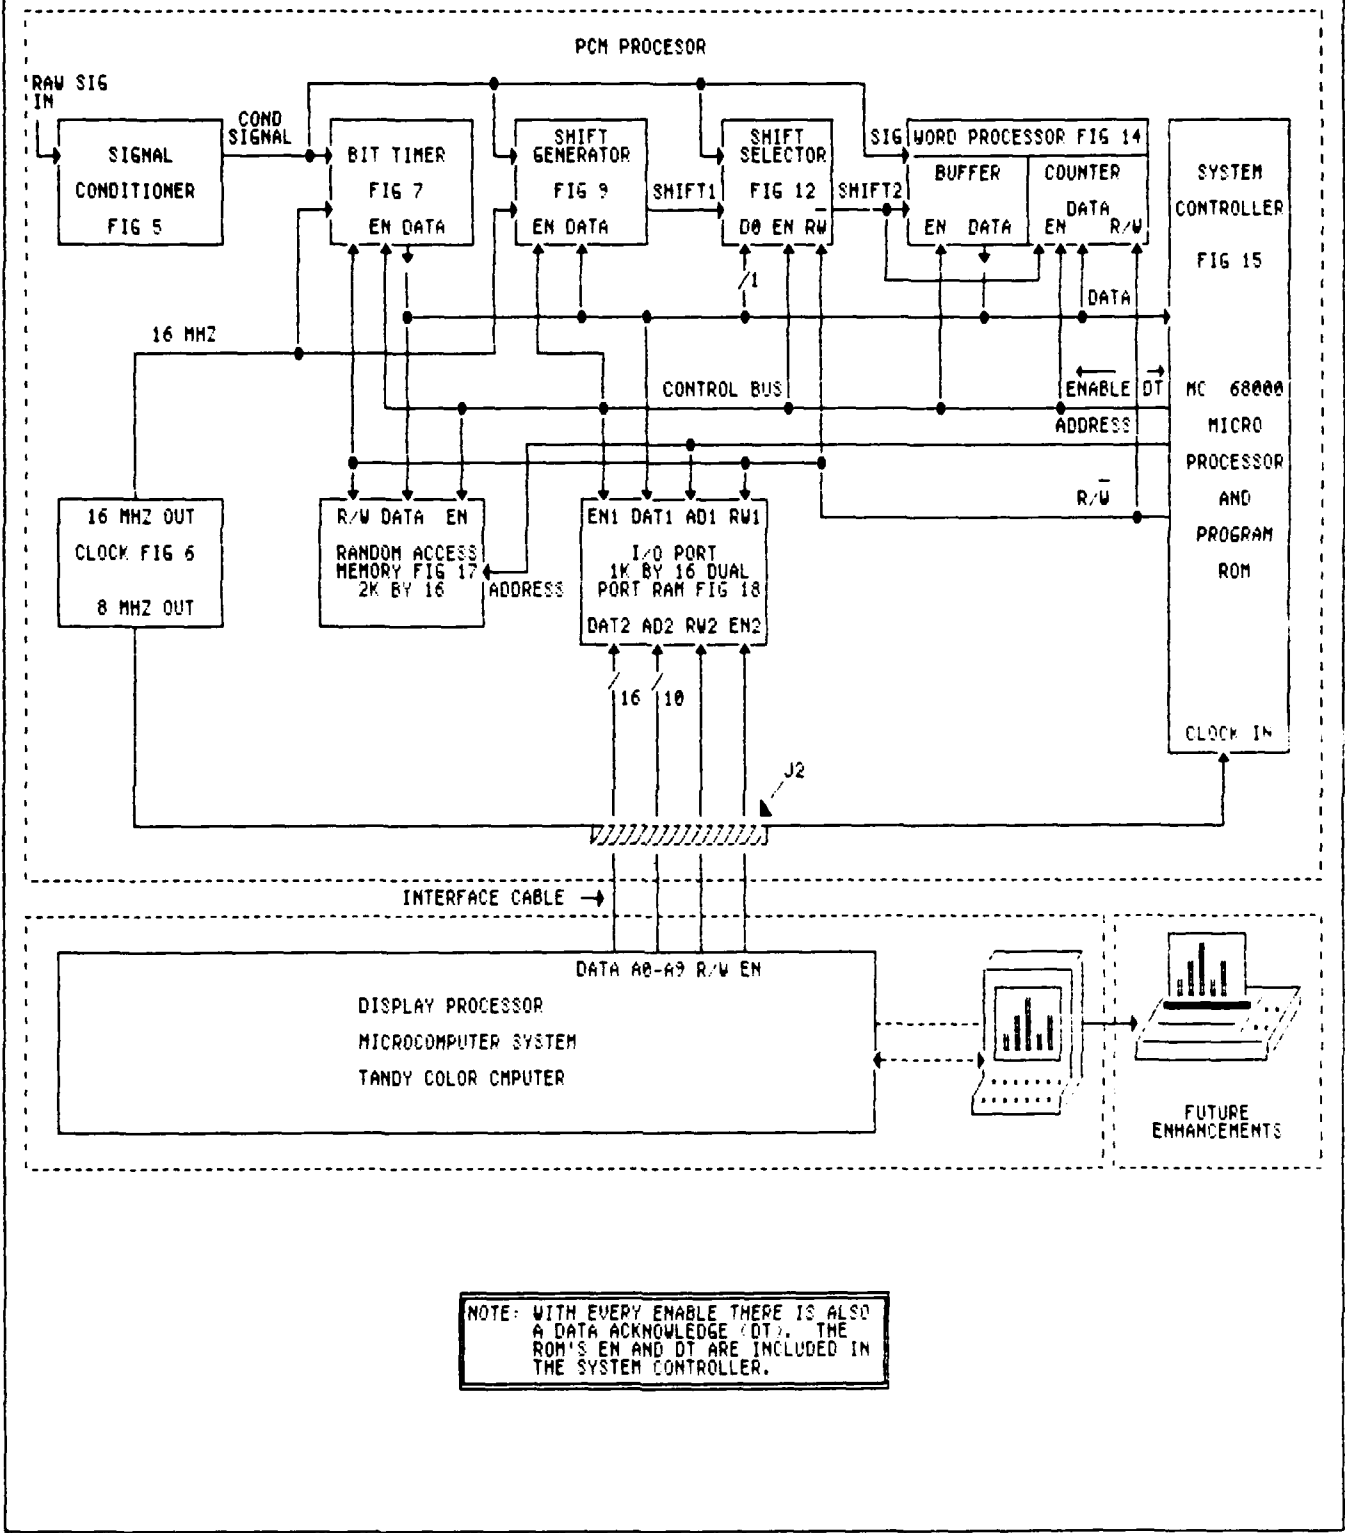 PCM PROCESOR
RAW SIG
IN
COND
SIGNAL
SIGNAL
CONDITIONER
FIG 5
BIT TIMER
FIG 7
EN DATA
SHIFT
GENERATOR
FIG 9
EN DATA
SHIFT1
SHIFT
SELECTOR
FIG 12
D0 EN RW
SHIFT2
SIG
WORD PROCESSOR FIG 14
BUFFER
EN DATA
COUNTER
DATA
EN R/W
SYSTEM
CONTROLLER
FIG 15
MC 68000
MICRO
PROCESSOR
AND
PROGRAM
ROM
CLOCK IN
/1
DATA
16 MHZ
CONTROL BUS
ENABLE DT
ADDRESS
R/W
16 MHZ OUT
CLOCK FIG 6
8 MHZ OUT
R/W DATA EN
RANDOM ACCESS
MEMORY FIG 17
2K BY 16
ADDRESS
EN1 DAT1 AD1 RW1
I/O PORT
1K BY 16 DUAL
PORT RAM FIG 18
DAT2 AD2 RW2 EN2
/16 /10
J2
INTERFACE CABLE
DATA A0-A9 R/W EN
DISPLAY PROCESSOR
MICROCOMPUTER SYSTEM
TANDY COLOR CMPUTER
FUTURE
ENHANCEMENTS
NOTE: WITH EVERY ENABLE THERE IS ALSO
A DATA ACKNOWLEDGE (DT). THE
ROM'S EN AND DT ARE INCLUDED IN
THE SYSTEM CONTROLLER.